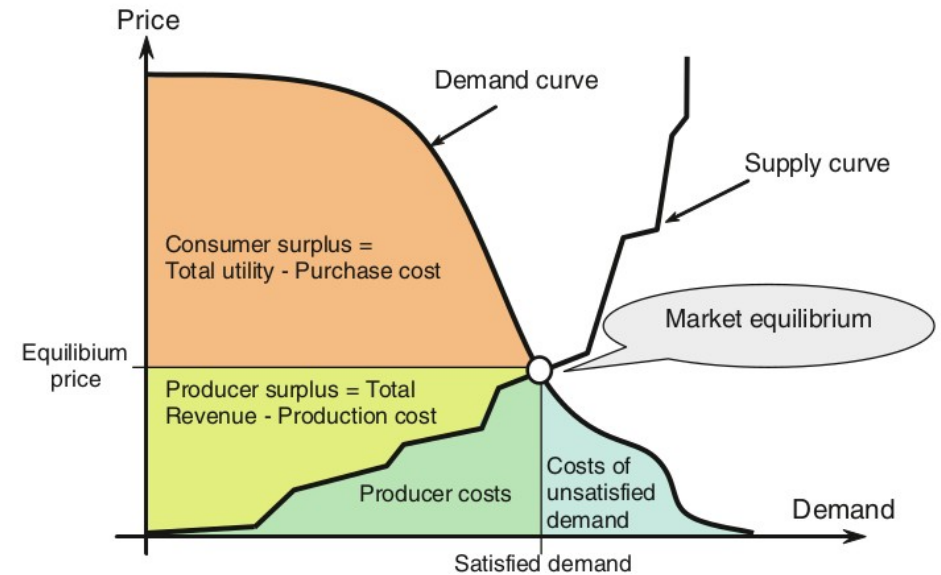 Price
Demand curve
Supply curve
Consumer surplus =
Total utility - Purchase cost
Market equilibrium
Equilibium
price
Producer surplus = Total
Revenue - Production cost
Producer costs
Costs of
unsatisfied
demand
Demand
Satisfied demand